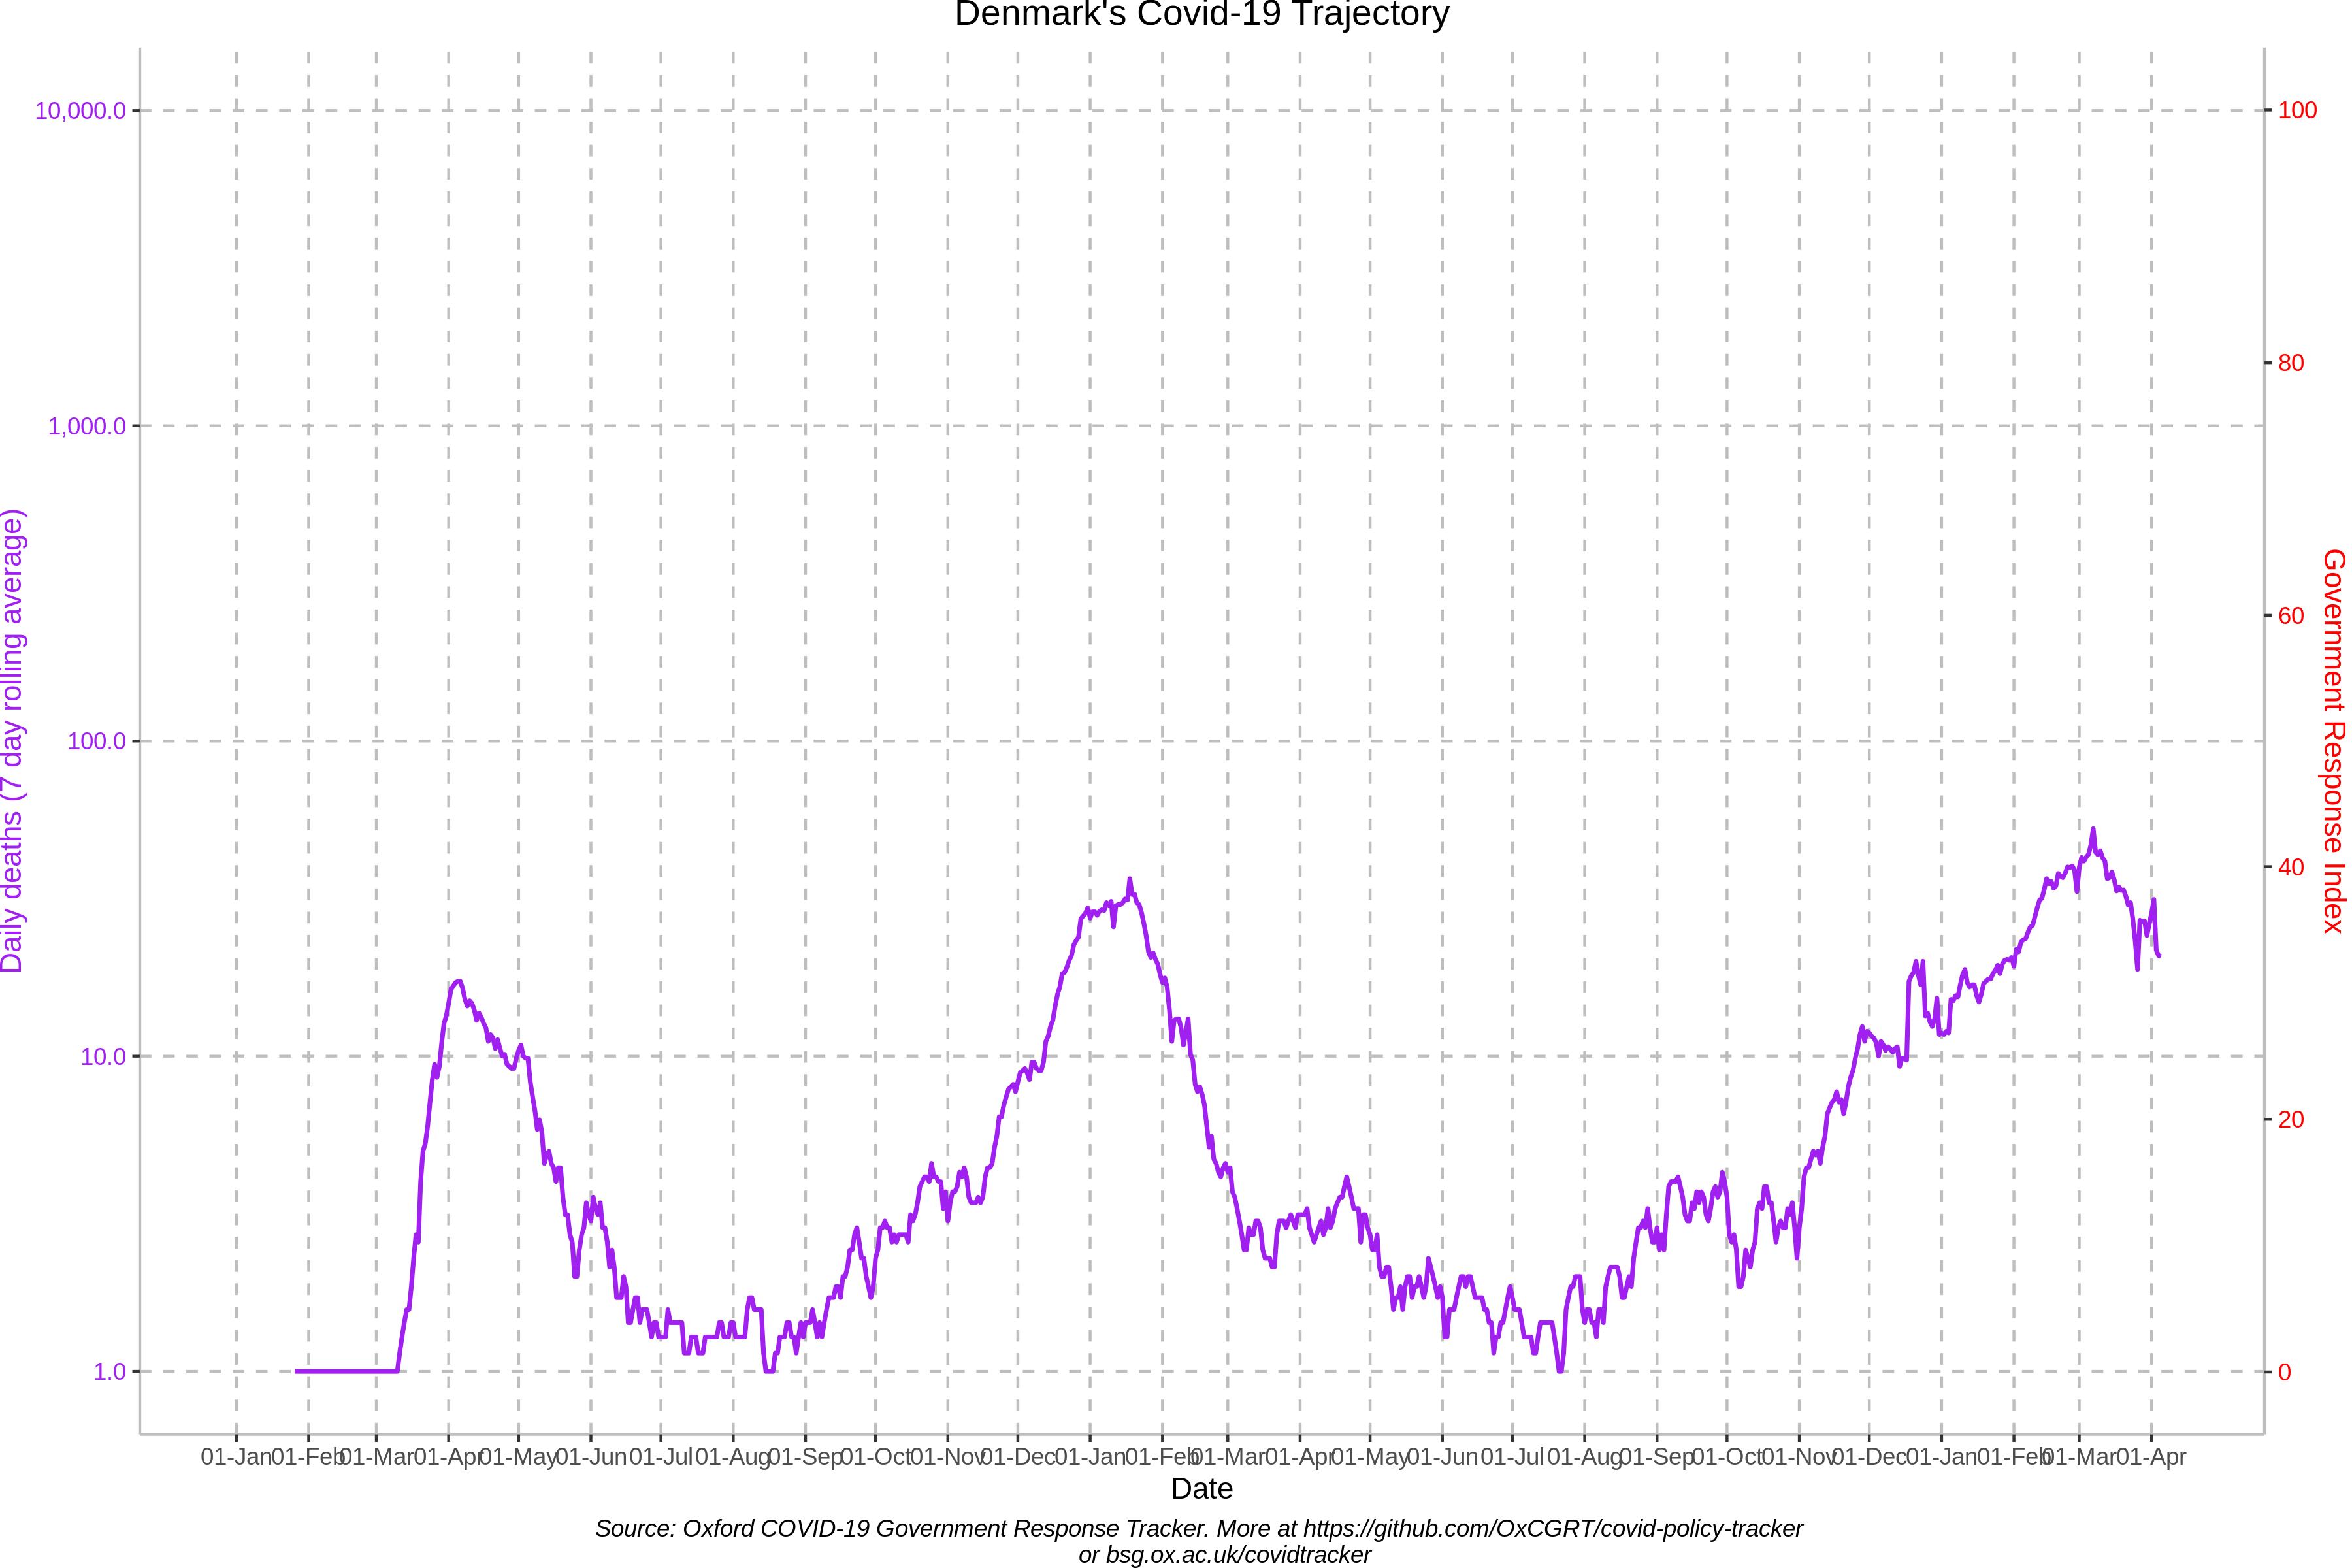 Denmark's Covid-19 Trajectory
10,000.0
1,000.0
100.0
10.0
1.0
Daily deaths (7 day rolling average)
100
80
60
40
20
0
Government Response Index
01-Jan 01-Feb 01-Mar 01-Apr 01-May 01-Jun 01-Jul 01-Aug 01-Sep 01-Oct 01-Nov 01-Dec 01-Jan 01-Feb 01-Mar 01-Apr 01-May 01-Jun 01-Jul 01-Aug 01-Sep 01-Oct 01-Nov 01-Dec 01-Jan 01-Feb 01-Mar 01-Apr
Date
Source: Oxford COVID-19 Government Response Tracker. More at https://github.com/OxCGRT/covid-policy-tracker
or bsg.ox.ac.uk/covidtracker